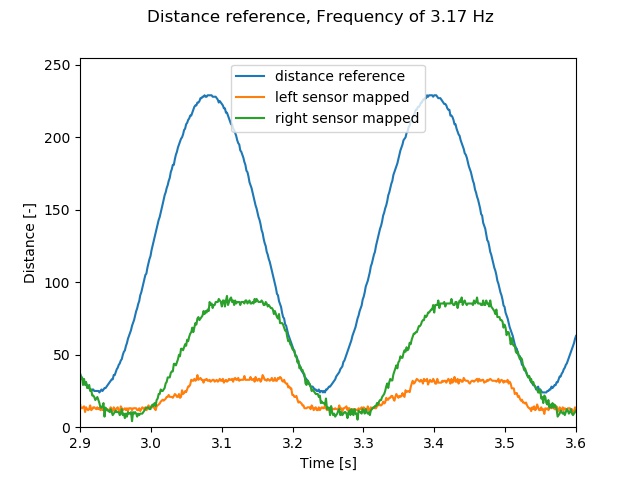 Distance reference, Frequency of 3.17 Hz
250
200
150
100
50
0
Distance [-]
distance reference
left sensor mapped
right sensor mapped
2.9 3.0 3.1 3.2 3.3 3.4 3.5 3.6
Time [s]